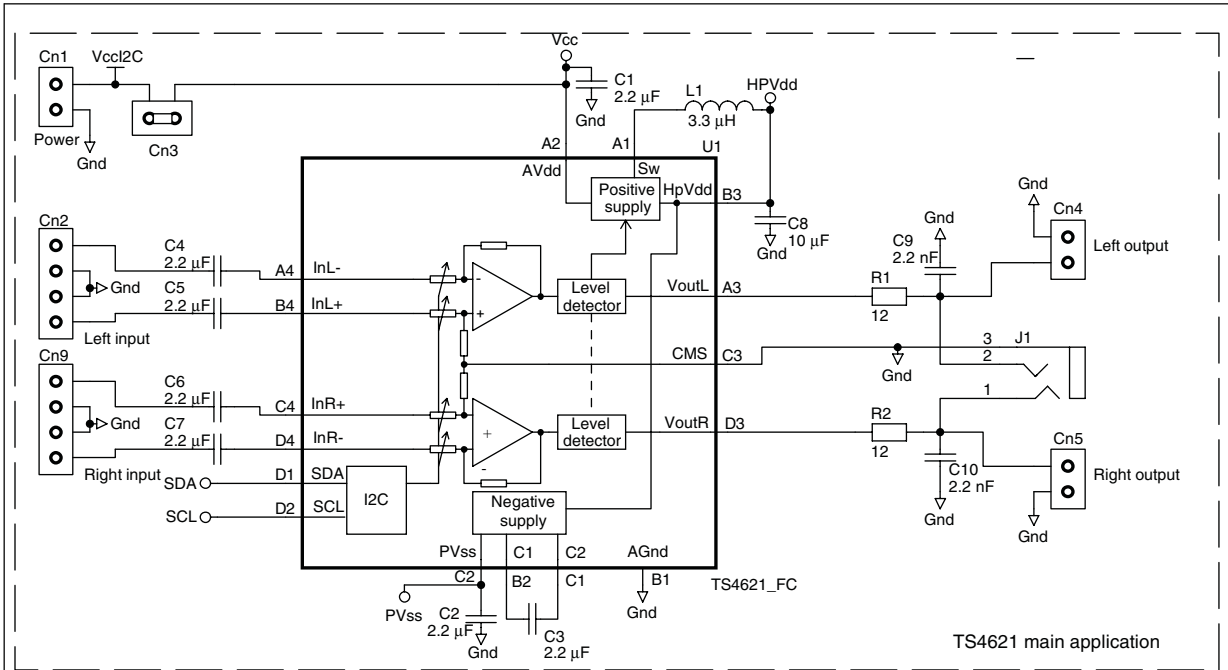 Cn1
VccI2C
Vcc
C1
2.2 µF
Gnd
L1
3.3 µH
HPVdd
Power
Gnd
Cn3
A2
A1
U1
AVdd
Sw
Positive
supply
HpVdd
B3
C8
10 µF
Gnd
Cn2
C4
2.2 µF
A4
InL-
Gnd
C5
2.2 µF
B4
InL+
Left input
-
+
Level
detector
VoutL
A3
R1
12
Gnd
C9
2.2 nF
Gnd
Cn4
Left output
CMS
C3
Gnd
3
J1
2
1
Cn9
C6
2.2 µF
C4
InR+
Gnd
C7
2.2 µF
D4
InR-
Right input
+
-
Level
detector
VoutR
D3
R2
12
C10
2.2 nF
Gnd
Cn5
Right output
Gnd
SDA
D1
SDA
SCL
D2
SCL
I2C
Negative
supply
PVss
C1
C2
AGnd
C2
B2
C1
B1
TS4621_FC
PVss
C2
2.2 µF
Gnd
C3
2.2 µF
Gnd
TS4621 main application